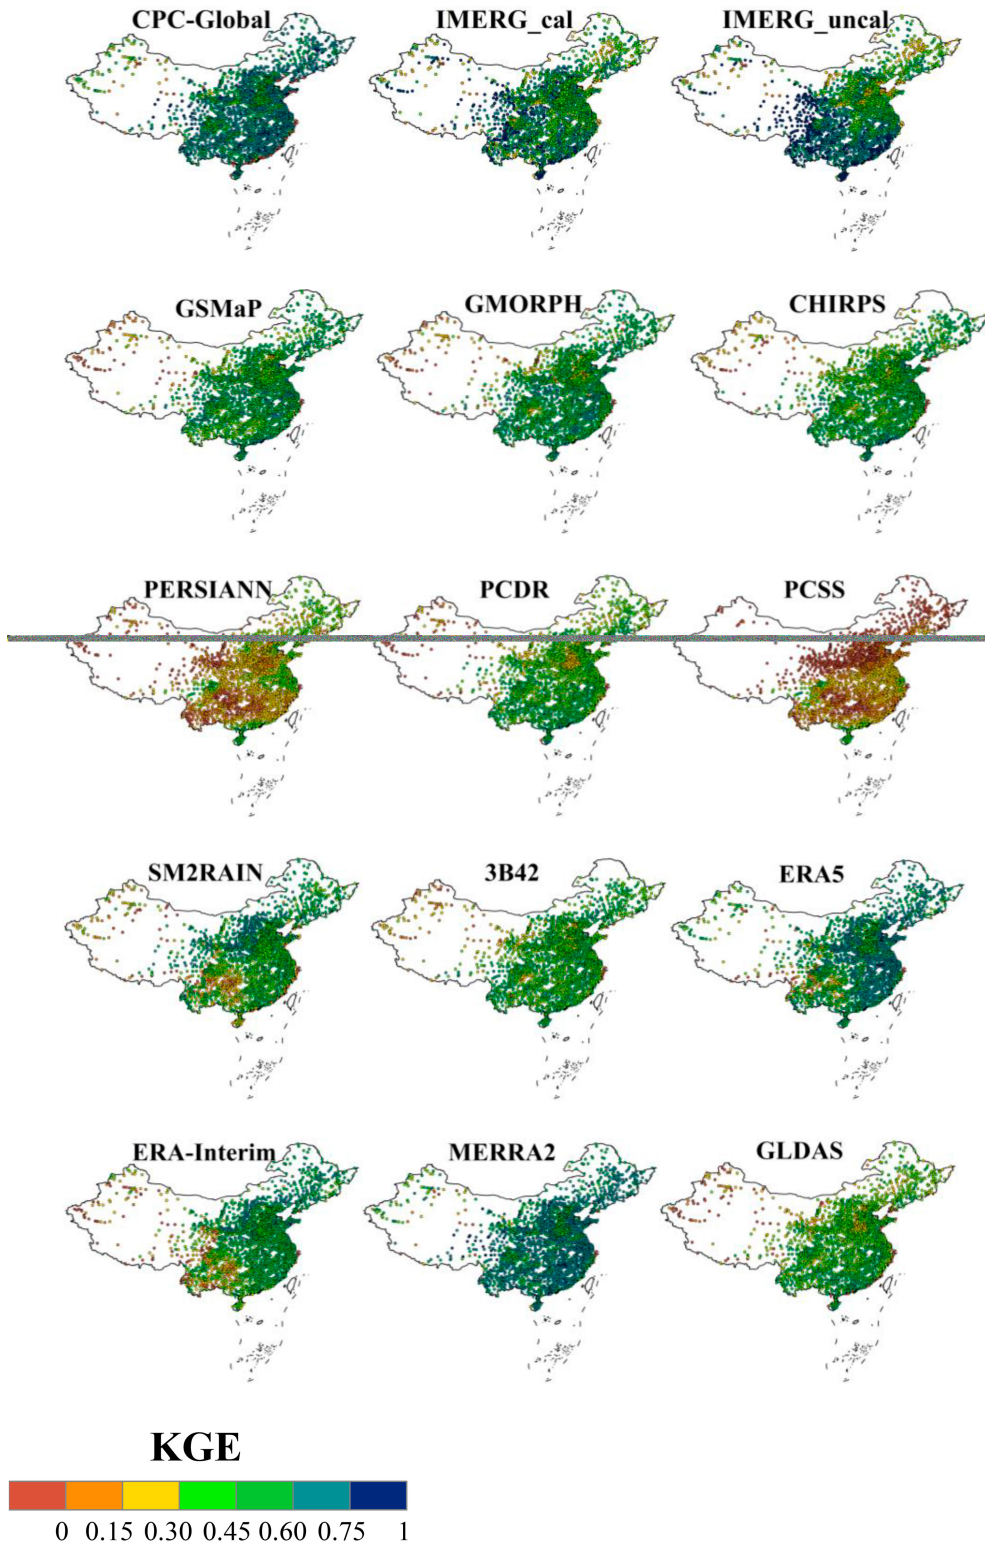 CPC-Global IMERG_cal IMERG_uncal
GSMaP GMORPH CHIRPS
PERSIANN PCDR PCSS
SM2RAIN 3B42 ERA5
ERA-Interim MERRA2 GLDAS
KGE
0 0.15 0.30 0.45 0.60 0.75 1